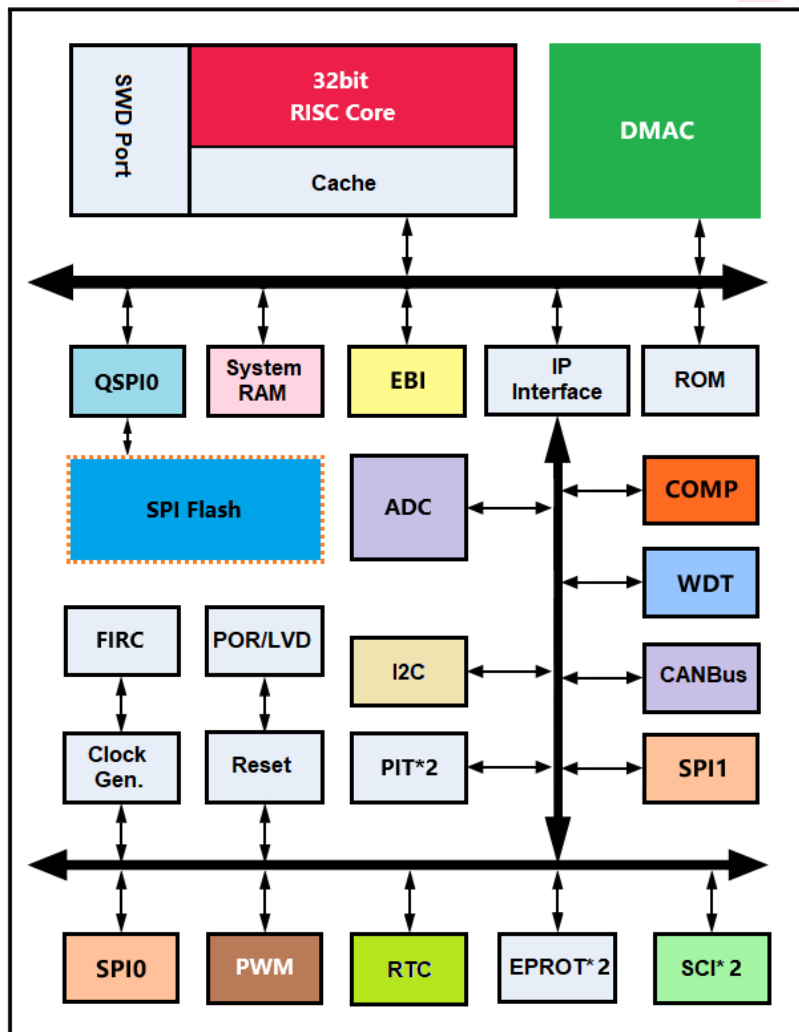 SWD Port
32bit
RISC Core
Cache
DMAC
QSPI0
System
RAM
EBI
IP
Interface
ROM
SPI Flash
ADC
COMP
WDT
FIRC
POR/LVD
I2C
CANBus
Clock
Gen.
Reset
PIT*2
SPI1
SPI0
PWM
RTC
EPROT*2
SCI*2